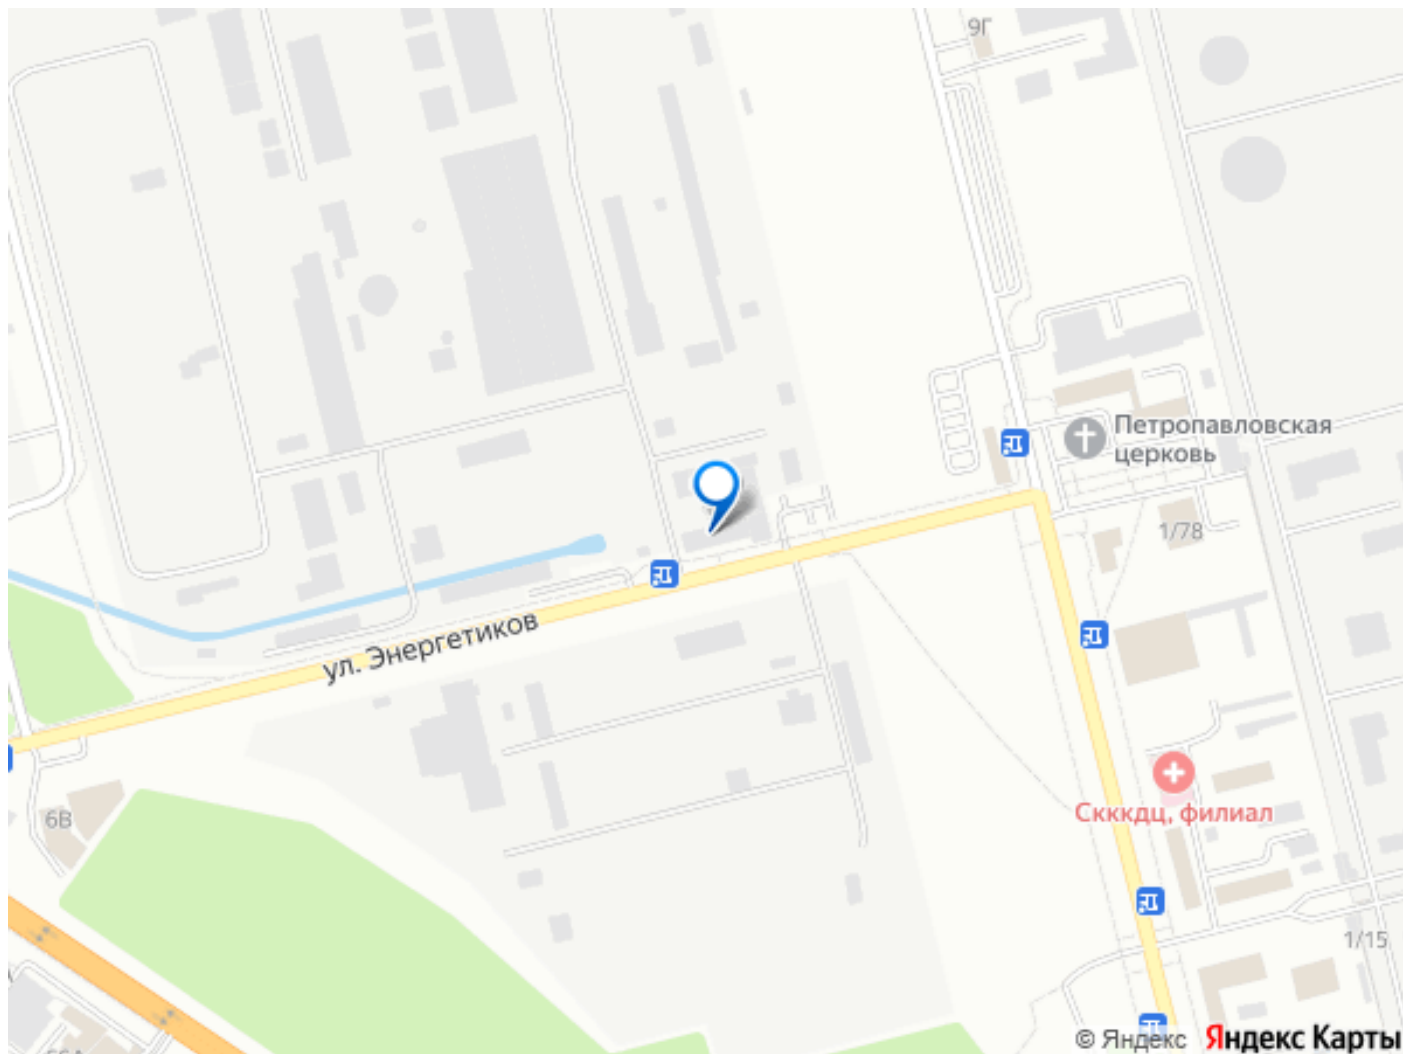 9Г
Петропавловская
церковь
1/78
ул. Энергетиков
6В
Скккдц, филиал
1/15
© Яндекс Яндекс Карты